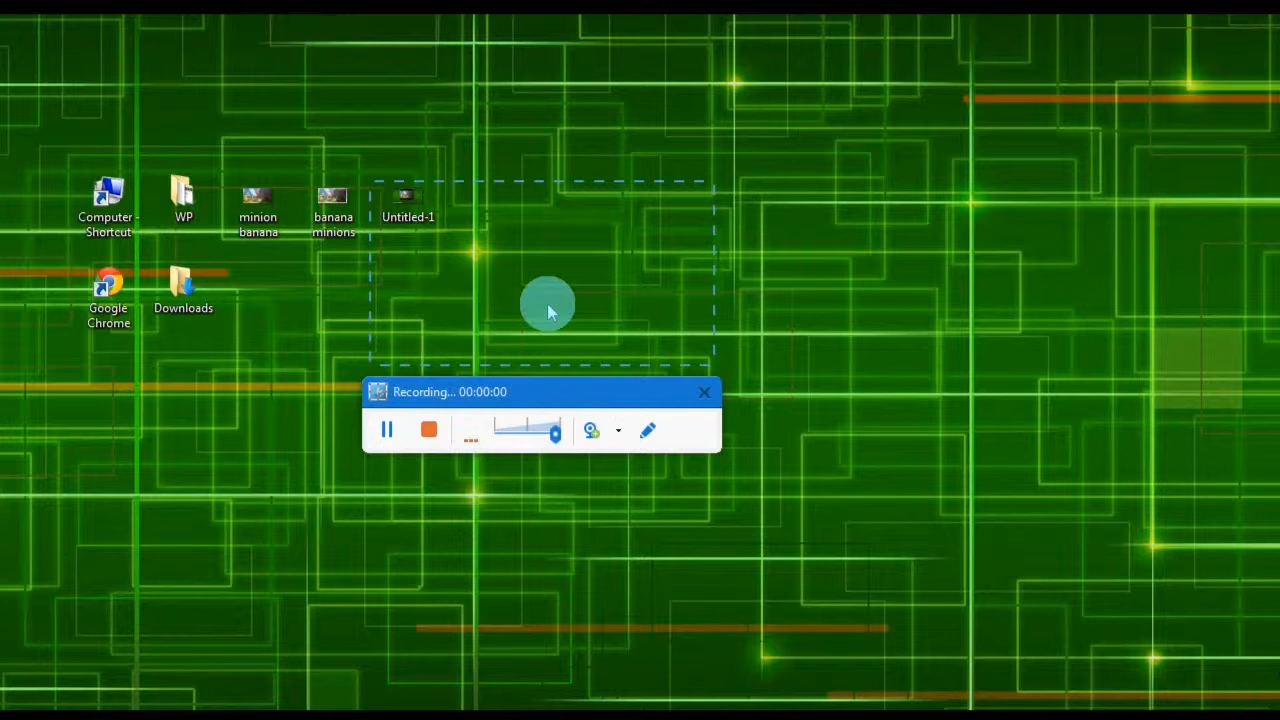 Computer -
Shortcut
WP
minion
banana
banana
minions
Untitled-1
Google
Chrome
Downloads
Recording... 00:00:00